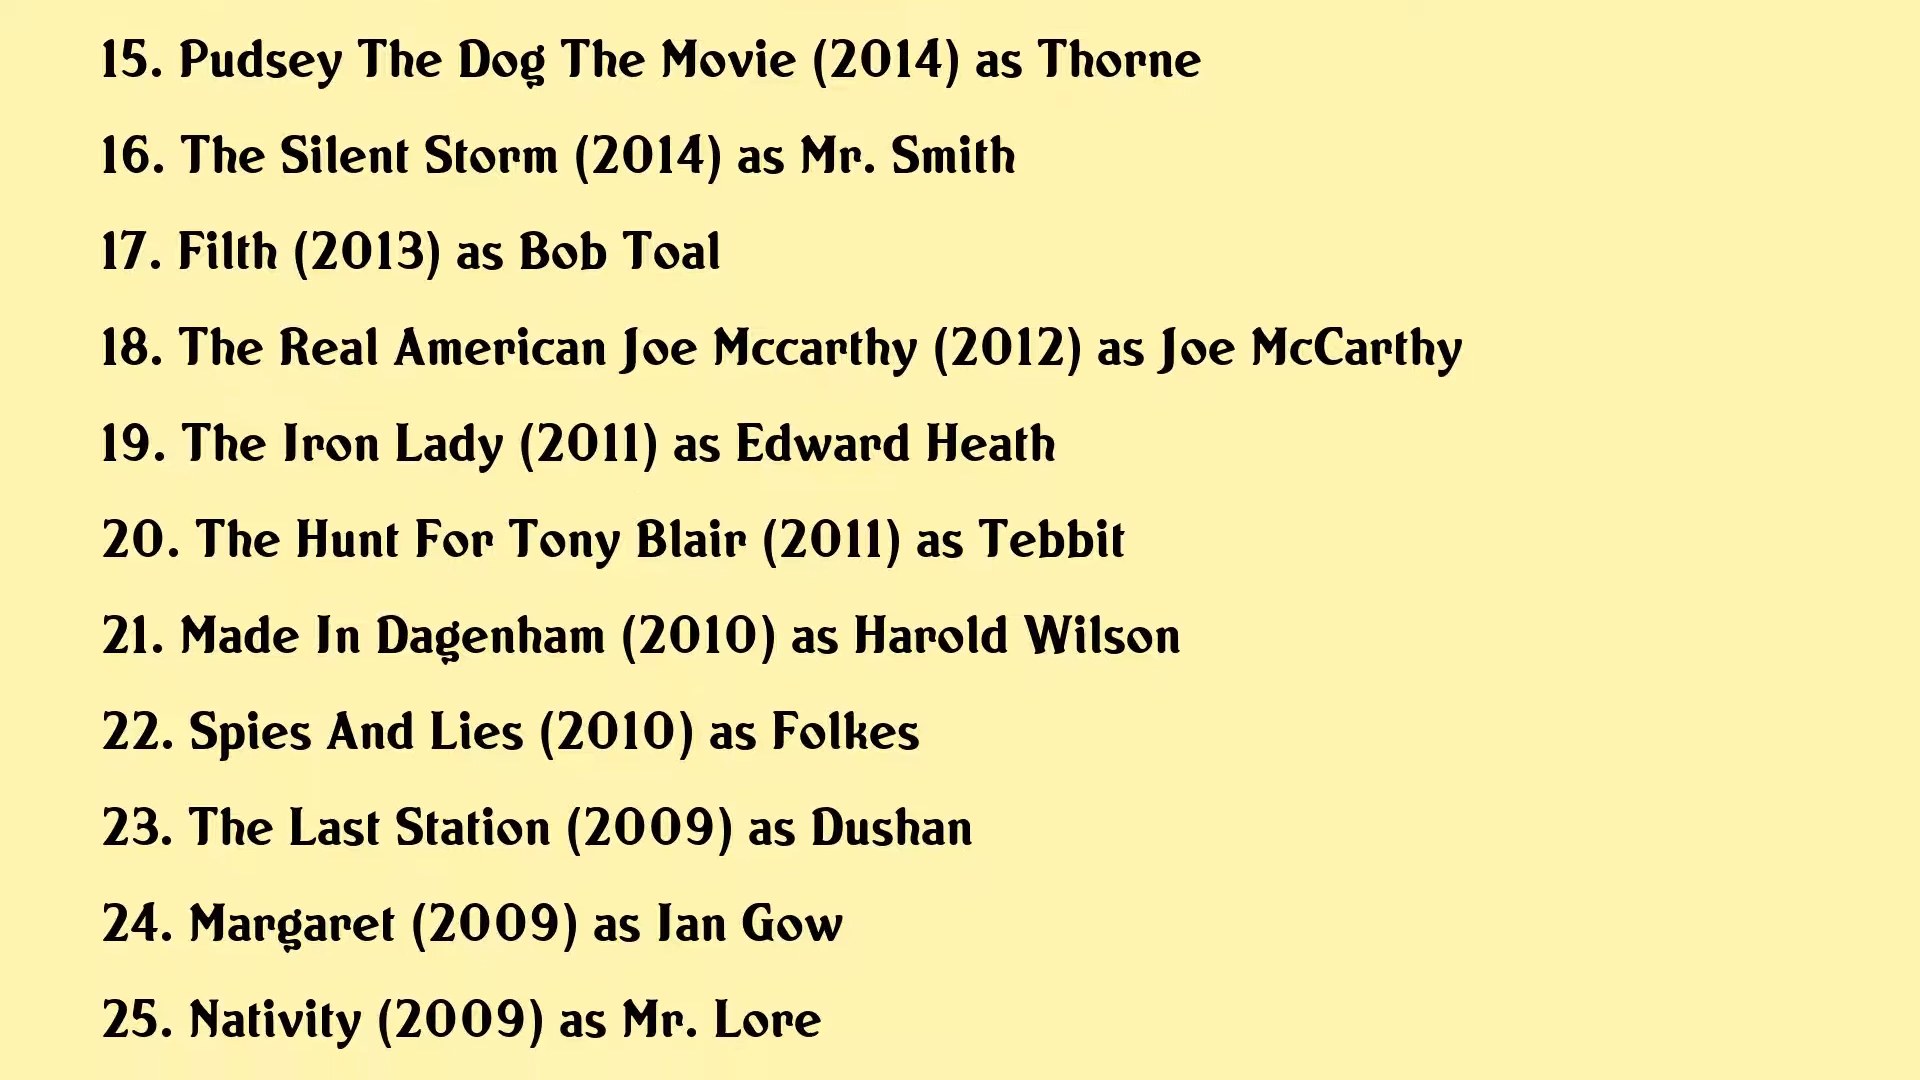 15. Pudsey The Dog The Movie (2014) as Thorne
16. The Silent Storm (2014) as Mr. Smith
17. Filth (2013) as Bob Toal
18. The Real American Joe Mccarthy (2012) as Joe McCarthy
19. The Iron Lady (2011) as Edward Heath
20. The Hunt For Tony Blair (2011) as Tebbit
21. Made In Dagenham (2010) as Harold Wilson
22. Spies And Lies (2010) as Folkes
23. The Last Station (2009) as Dushan
24. Margaret (2009) as Ian Gow
25. Nativity (2009) as Mr. Lore